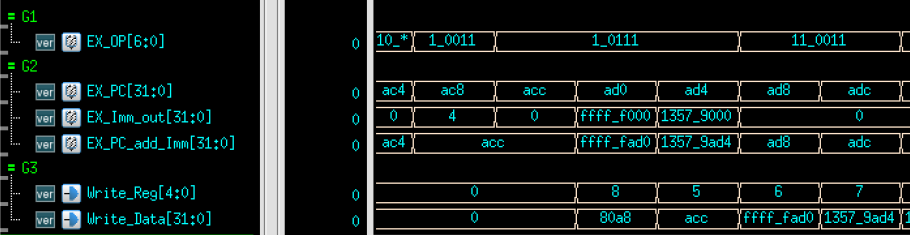 = G1
ver EX_OP[6:0] 0 10_* 1_0011 1_0111 11_0011
= G2
ver EX_PC[31:0] 0 ac4 ac8 acc ad0 ad4 ad8 adc
ver EX_Imm_out[31:0] 0 0 4 0 ffff_f000 1357_9000 0
ver EX_PC_add_Imm[31:0] 0 ac4 acc ffff_fad0 1357_9ad4 ad8 adc
= G3
ver Write_Reg[4:0] 0 0 8 5 6 7
ver Write_Data[31:0] 0 0 80a8 acc ffff_fad0 1357_9ad4 1